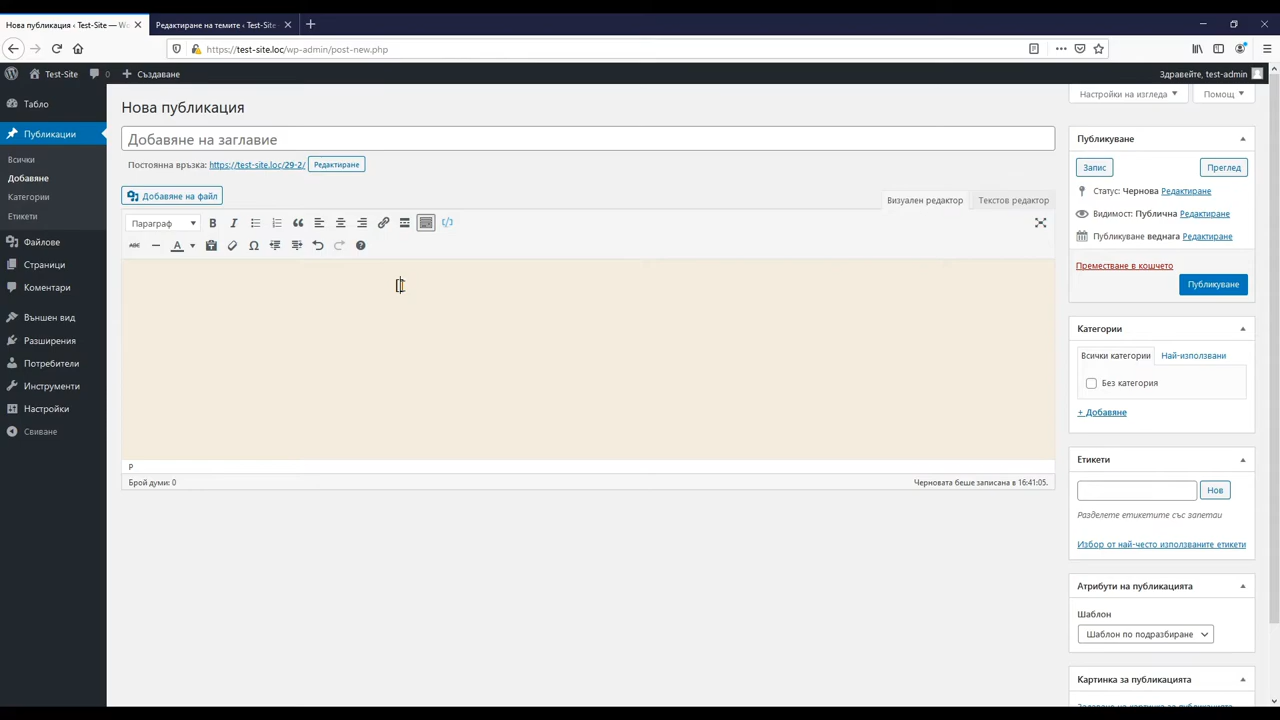 Нова публикация ‹ Test-Site — Wo
Редактиране на темите ‹ Test-Site
https://test-site.loc/wp-admin/post-new.php
Test-Site
0
Създаване
Здравейте, test-admin
Табло
Публикации
Всички
Добавяне
Категории
Етикети
Файлове
Страници
Коментари
Външен вид
Разширения
Потребители
Инструменти
Настройки
Свиване
Настройки на изгледа
Помощ
Нова публикация
Добавяне на заглавие
Постоянна връзка: https://test-site.loc/29-2/ Редактиране
Добавяне на файл
Визуален редактор
Текстов редактор
Параграф
P
Брой думи: 0
Черновата беше записана в 16:41:05.
Публикуване
Запис
Преглед
Статус: Чернова Редактиране
Видимост: Публична Редактиране
Публикуване веднага Редактиране
Преместване в кошчето
Публикуване
Категории
Всички категории
Най-използвани
Без категория
+ Добавяне
Етикети
Нов
Разделете етикетите със запетаи
Избор от най-често използваните етикети
Атрибути на публикацията
Шаблон
Шаблон по подразбиране
Картинка за публикацията